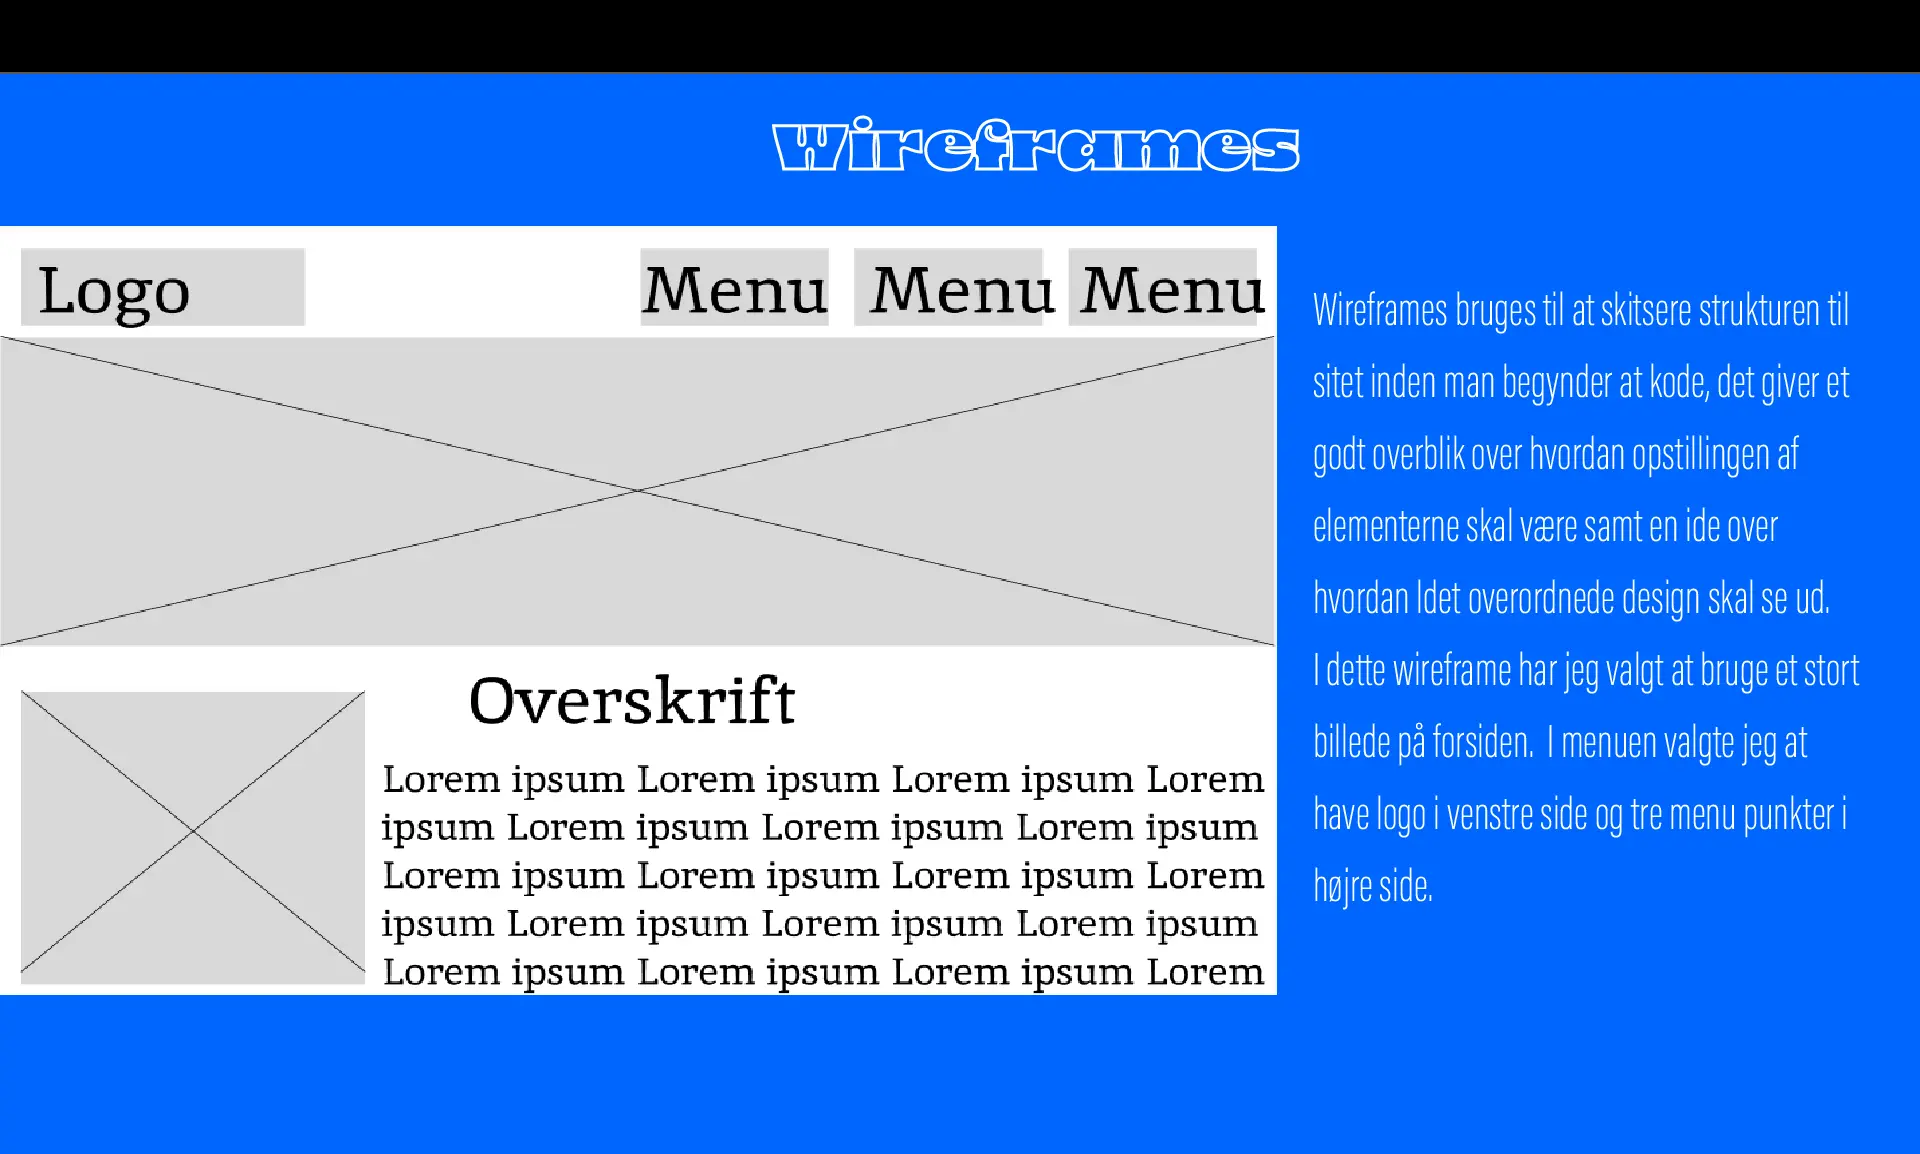 Wireframes
Logo
Menu Menu Menu
Overskrift
Lorem ipsum Lorem ipsum Lorem ipsum Lorem
ipsum Lorem ipsum Lorem ipsum Lorem ipsum
Lorem ipsum Lorem ipsum Lorem ipsum Lorem
ipsum Lorem ipsum Lorem ipsum Lorem ipsum
Lorem ipsum Lorem ipsum Lorem ipsum Lorem
Wireframes bruges til at skitsere strukturen til
sitet inden man begynder at kode, det giver et
godt overblik over hvordan opstillingen af
elementerne skal være samt en ide over
hvordan ldet overordnede design skal se ud.
I dette wireframe har jeg valgt at bruge et stort
billede på forsiden. I menuen valgte jeg at
have logo i venstre side og tre menu punkter i
højre side.